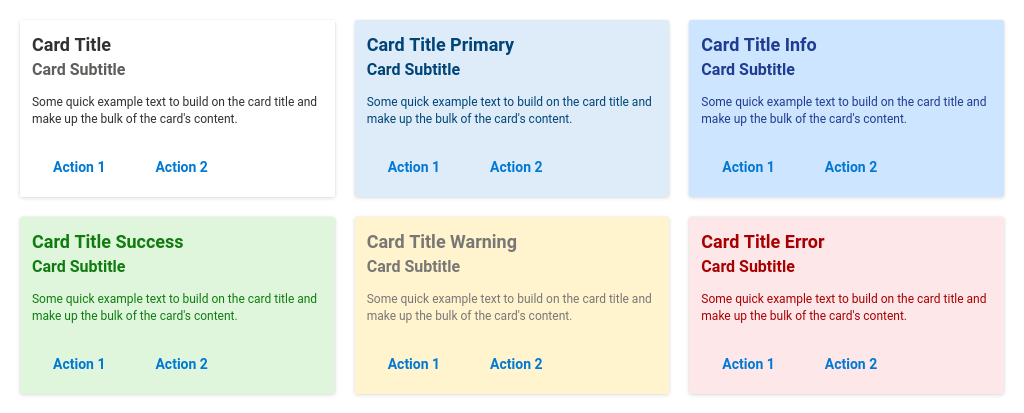 Card Title
Card Subtitle
Some quick example text to build on the card title and
make up the bulk of the card's content.
Action 1 Action 2
Card Title Primary
Card Subtitle
Some quick example text to build on the card title and
make up the bulk of the card's content.
Action 1 Action 2
Card Title Info
Card Subtitle
Some quick example text to build on the card title and
make up the bulk of the card's content.
Action 1 Action 2
Card Title Success
Card Subtitle
Some quick example text to build on the card title and
make up the bulk of the card's content.
Action 1 Action 2
Card Title Warning
Card Subtitle
Some quick example text to build on the card title and
make up the bulk of the card's content.
Action 1 Action 2
Card Title Error
Card Subtitle
Some quick example text to build on the card title and
make up the bulk of the card's content.
Action 1 Action 2